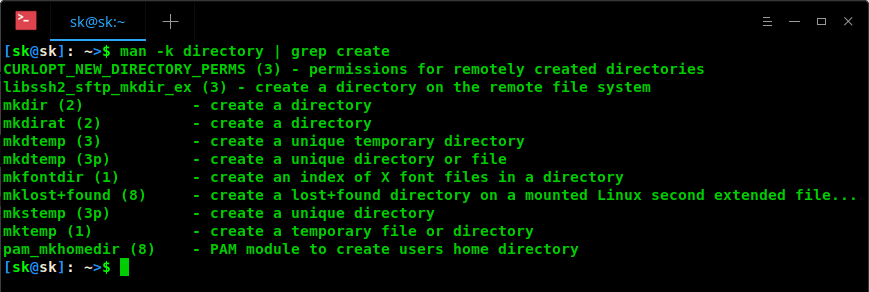 sk@sk:~
[sk@sk]: ~>$ man -k directory | grep create
CURLOPT_NEW_DIRECTORY_PERMS (3) - permissions for remotely created directories
libssh2_sftp_mkdir_ex (3) - create a directory on the remote file system
mkdir (2)            - create a directory
mkdirat (2)          - create a directory
mkdtemp (3)          - create a unique temporary directory
mkdtemp (3p)         - create a unique directory or file
mkfontdir (1)        - create an index of X font files in a directory
mklost+found (8)     - create a lost+found directory on a mounted Linux second extended file...
mkstemp (3p)         - create a unique directory
mktemp (1)           - create a temporary file or directory
pam_mkhomedir (8)    - PAM module to create users home directory
[sk@sk]: ~>$